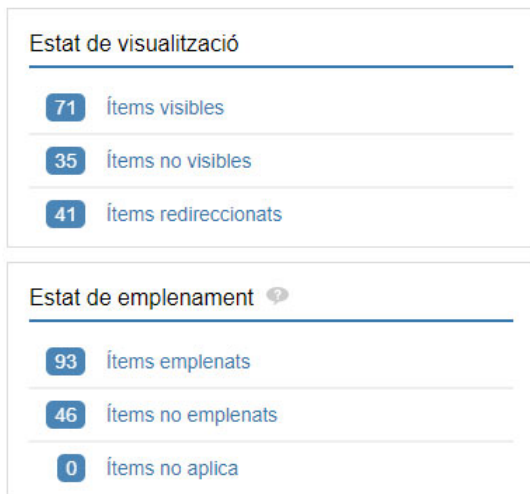 Estat de visualització
71 Ítems visibles
35 Ítems no visibles
41 Ítems redireccionats
Estat de emplenament ?
93 Ítems emplenats
46 Ítems no emplenats
0 Ítems no aplica